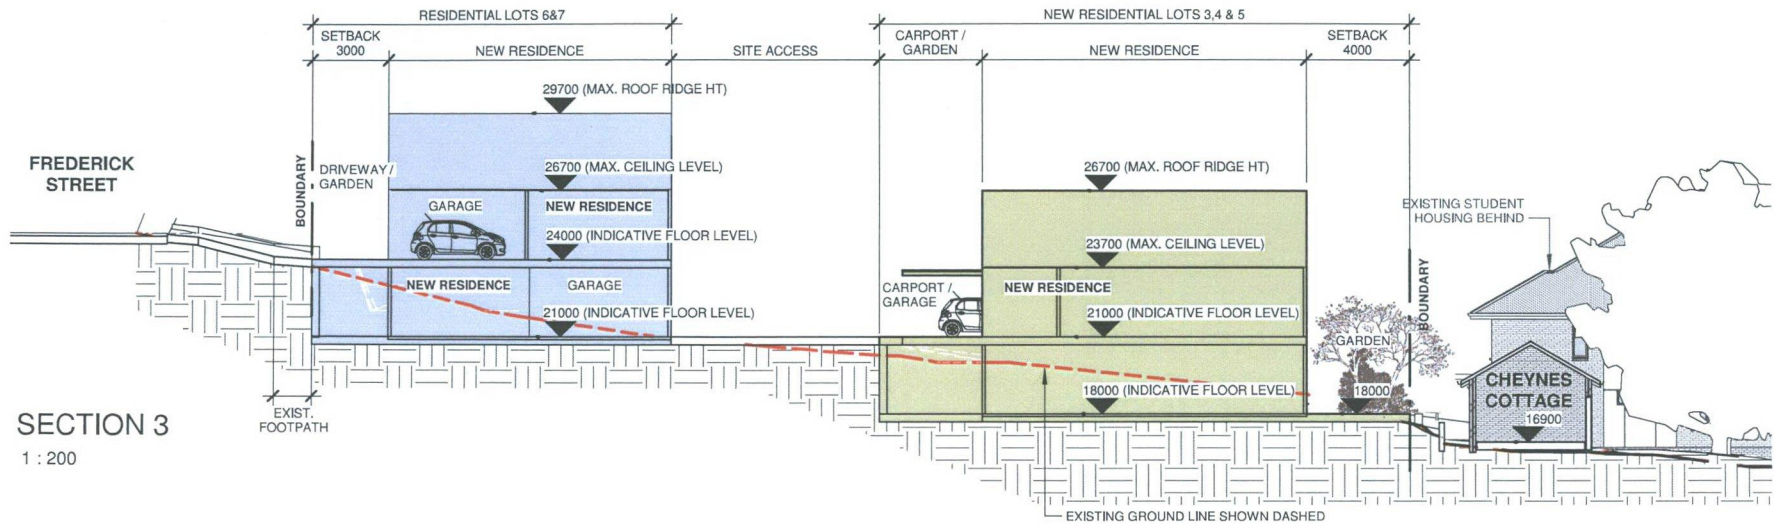 RESIDENTIAL LOTS 6&7
NEW RESIDENTIAL LOTS 3,4 & 5
SETBACK
3000
NEW RESIDENCE
SITE ACCESS
CARPORT /
GARDEN
NEW RESIDENCE
SETBACK
4000
29700 (MAX. ROOF RIDGE HT)
FREDERICK
STREET
BOUNDARY
DRIVEWAY /
GARDEN
26700 (MAX. CEILING LEVEL)
26700 (MAX. ROOF RIDGE HT)
GARAGE
NEW RESIDENCE
EXISTING STUDENT
HOUSING BEHIND
24000 (INDICATIVE FLOOR LEVEL)
23700 (MAX. CEILING LEVEL)
NEW RESIDENCE
GARAGE
CARPORT /
GARAGE
NEW RESIDENCE
BOUNDARY
21000 (INDICATIVE FLOOR LEVEL)
21000 (INDICATIVE FLOOR LEVEL)
GARDEN
18000 (INDICATIVE FLOOR LEVEL)
18000
CHEYNES
COTTAGE
16900
EXIST.
FOOTPATH
SECTION 3
1 : 200
EXISTING GROUND LINE SHOWN DASHED